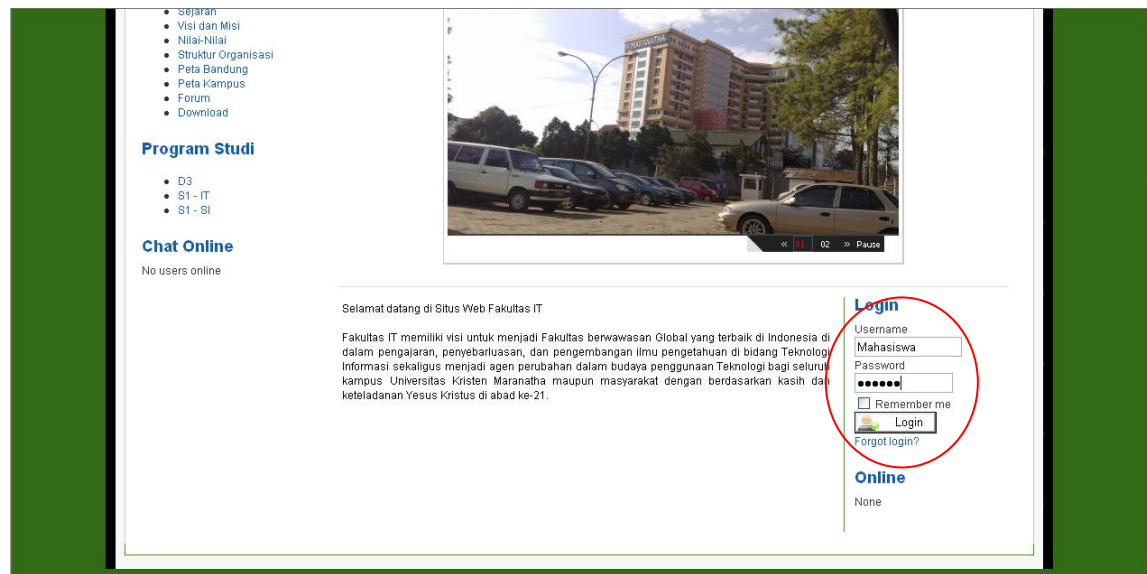 Sejarah
Visi dan Misi
Nilai-Nilai
Struktur Organisasi
Peta Bandung
Peta Kampus
Forum
Download
Program Studi
D3
S1 - IT
S1 - SI
Chat Online
No users online
MARANATHA
« 01 02 » Pause
Selamat datang di Situs Web Fakultas IT
Fakultas IT memiliki visi untuk menjadi Fakultas berwawasan Global yang terbaik di Indonesia di
dalam pengajaran, penyebarluasan, dan pengembangan ilmu pengetahuan di bidang Teknologi
Informasi sekaligus menjadi agen perubahan dalam budaya penggunaan Teknologi bagi seluruh
kampus Universitas Kristen Maranatha maupun masyarakat dengan berdasarkan kasih dan
keteladanan Yesus Kristus di abad ke-21.
Login
Username
Mahasiswa
Password
Remember me
Login
Forgot login?
Online
None